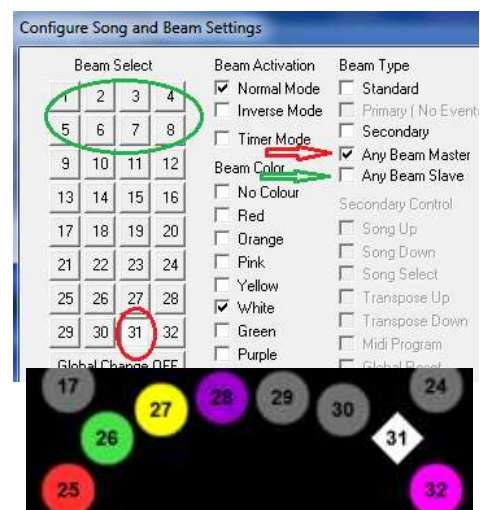 Configure Song and Beam Settings
Beam Select
1 2 3 4
5 6 7 8
9 10 11 12
13 14 15 16
17 18 19 20
21 22 23 24
25 26 27 28
29 30 31 32
Global Change OFF
Beam Activation
Normal Mode
Inverse Mode
Timer Mode
Beam Color
No Colour
Red
Orange
Pink
Yellow
White
Green
Purple
Beam Type
Standard
Primary ( No Events
Secondary
Any Beam Master
Any Beam Slave
Secondary Control
Song Up
Song Down
Song Select
Transpose Up
Transpose Down
Midi Program
Global Reset
17 28 29 24
27 30
26 31
25 32